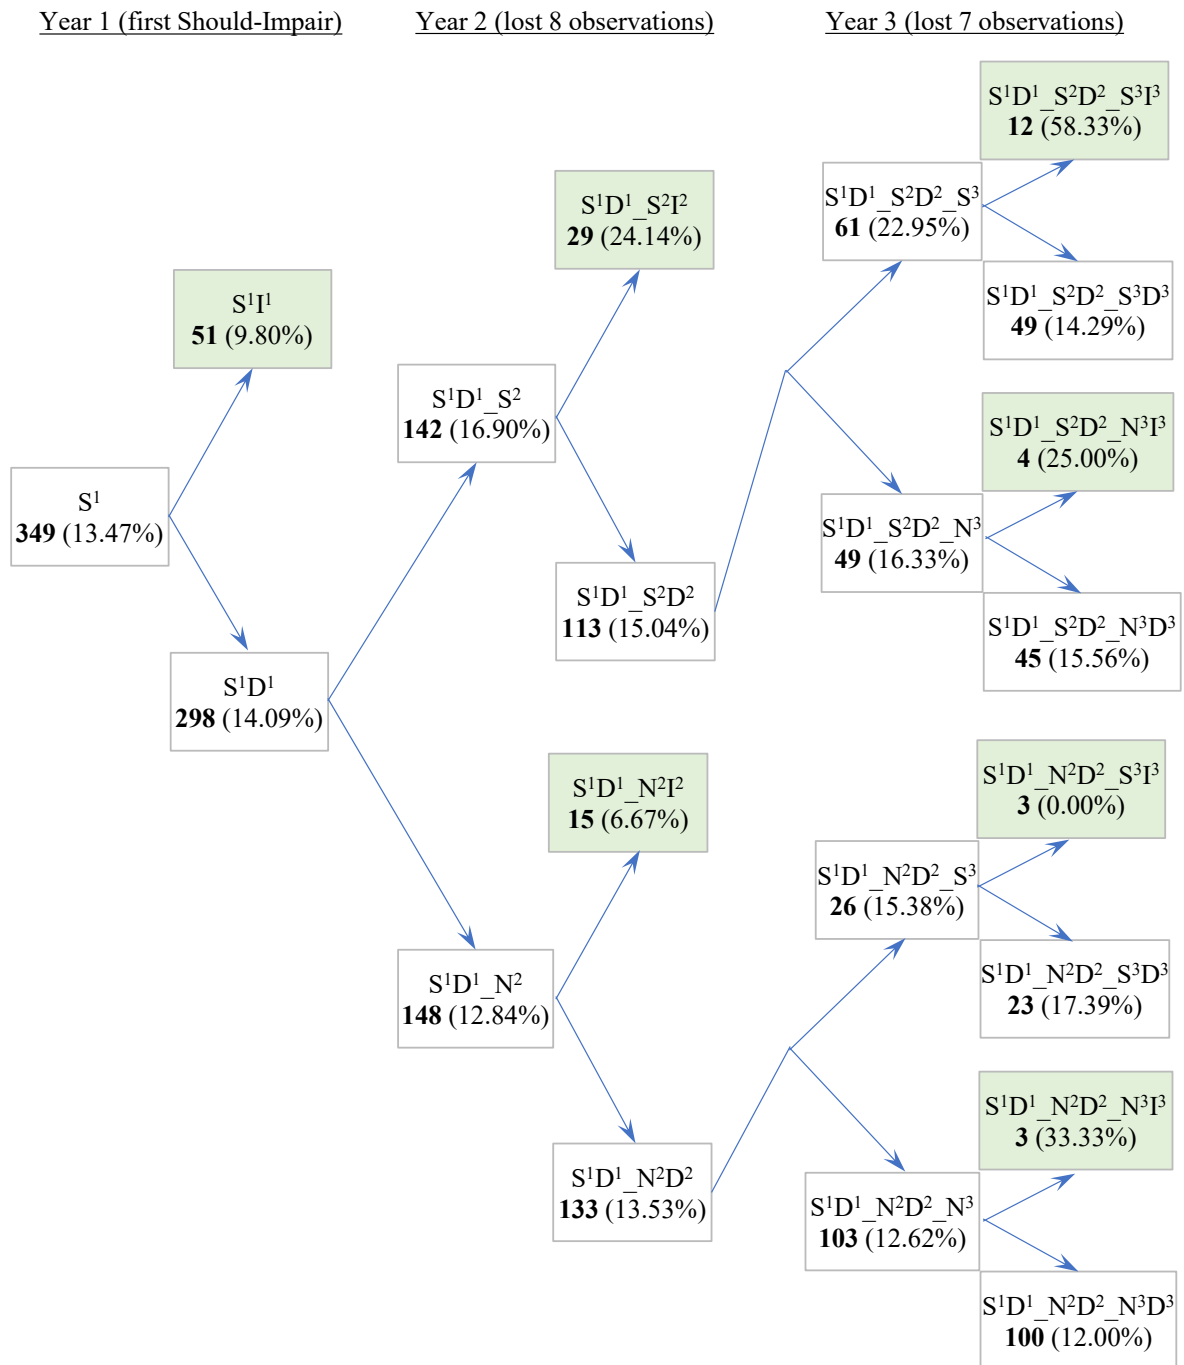 Year 1 (first Should-Impair)
Year 2 (lost 8 observations)
Year 3 (lost 7 observations)
S¹
349 (13.47%)
S¹I¹
51 (9.80%)
S¹D¹
298 (14.09%)
S¹D¹_S²
142 (16.90%)
S¹D¹_N²
148 (12.84%)
S¹D¹_S²I²
29 (24.14%)
S¹D¹_S²D²
113 (15.04%)
S¹D¹_N²I²
15 (6.67%)
S¹D¹_N²D²
133 (13.53%)
S¹D¹_S²D²_S³
61 (22.95%)
S¹D¹_S²D²_N³
49 (16.33%)
S¹D¹_N²D²_S³
26 (15.38%)
S¹D¹_N²D²_N³
103 (12.62%)
S¹D¹_S²D²_S³I³
12 (58.33%)
S¹D¹_S²D²_S³D³
49 (14.29%)
S¹D¹_S²D²_N³I³
4 (25.00%)
S¹D¹_S²D²_N³D³
45 (15.56%)
S¹D¹_N²D²_S³I³
3 (0.00%)
S¹D¹_N²D²_S³D³
23 (17.39%)
S¹D¹_N²D²_N³I³
3 (33.33%)
S¹D¹_N²D²_N³D³
100 (12.00%)